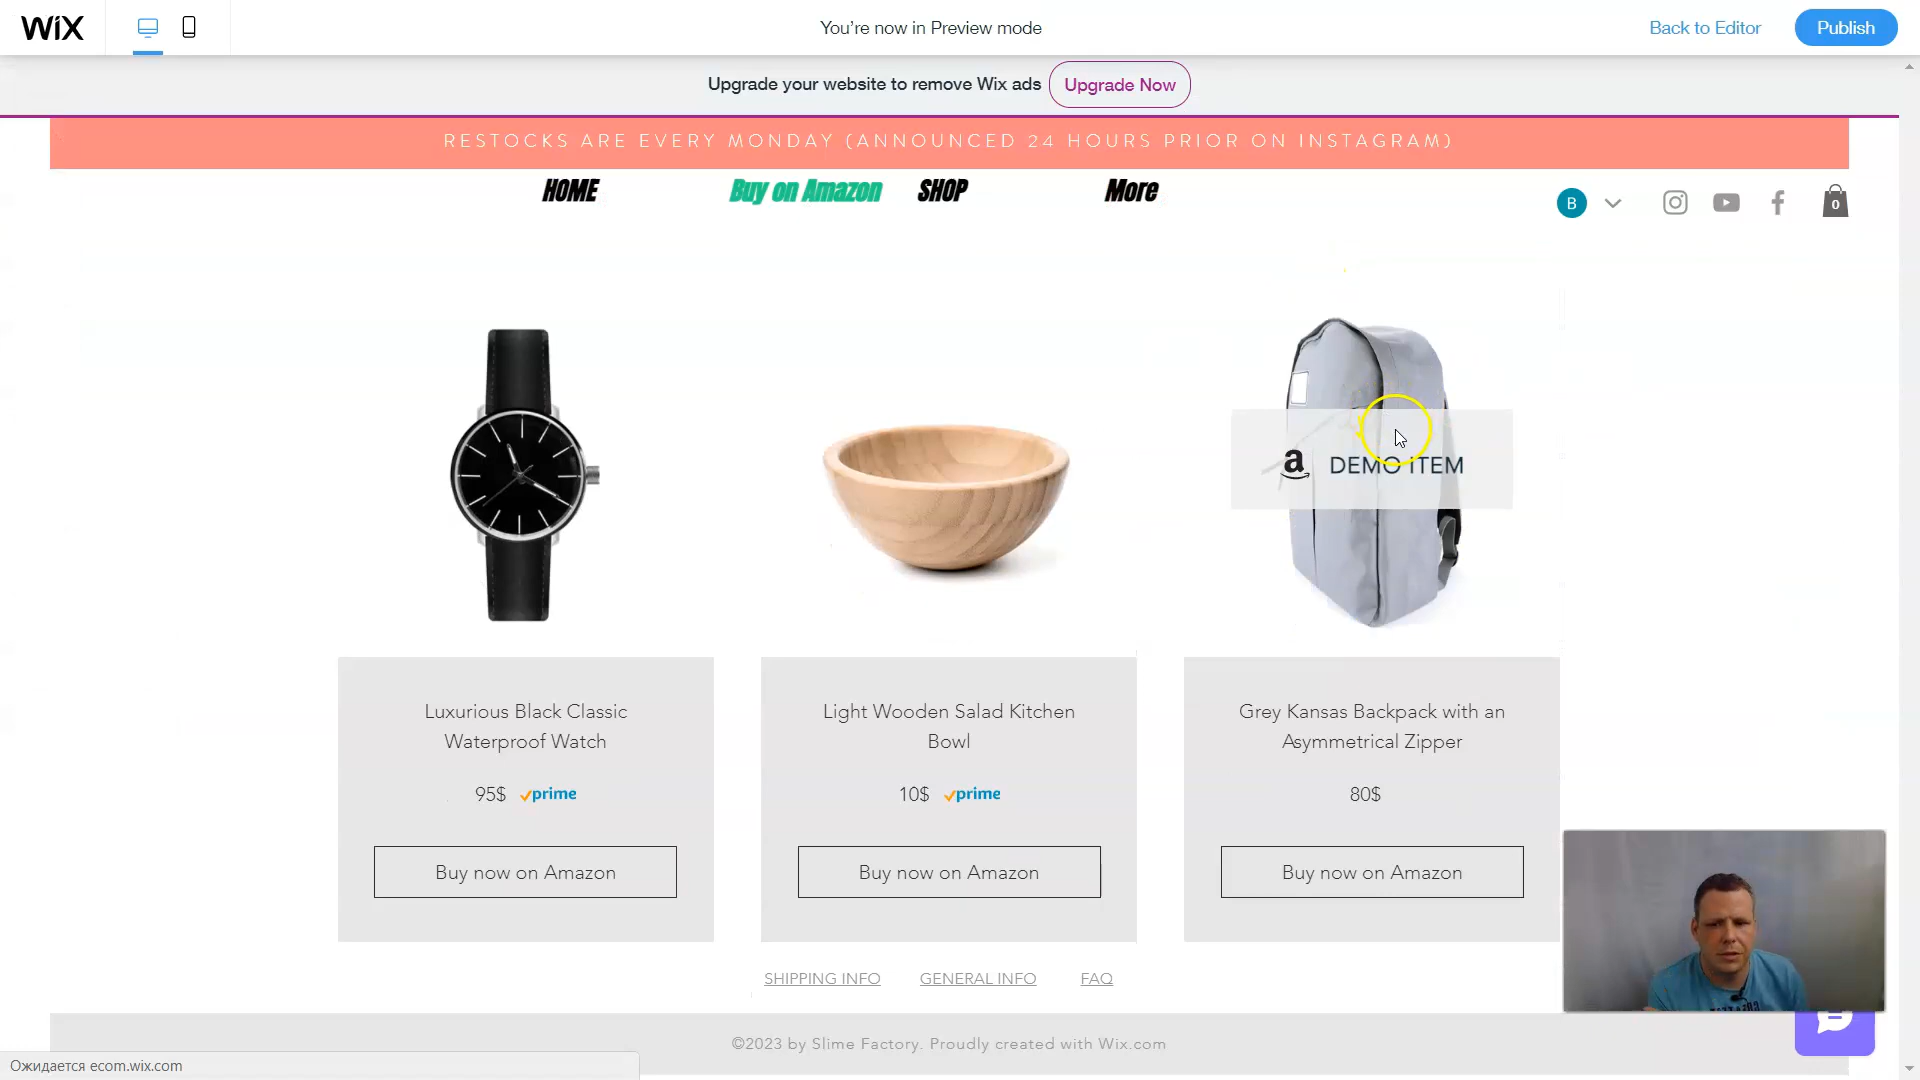 WiX
You're now in Preview mode
Back to Editor
Publish
Upgrade your website to remove Wix ads
Upgrade Now
RESTOCKS ARE EVERY MONDAY (ANNOUNCED 24 HOURS PRIOR ON INSTAGRAM)
HOME
Buy on Amazon
SHOP
More
B
0
a DEMO ITEM
Luxurious Black Classic
Waterproof Watch
95$ prime
Buy now on Amazon
Light Wooden Salad Kitchen
Bowl
10$ prime
Buy now on Amazon
Grey Kansas Backpack with an
Asymmetrical Zipper
80$
Buy now on Amazon
SHIPPING INFO
GENERAL INFO
FAQ
©2023 by Slime Factory. Proudly created with Wix.com
Ожидается ecom.wix.com